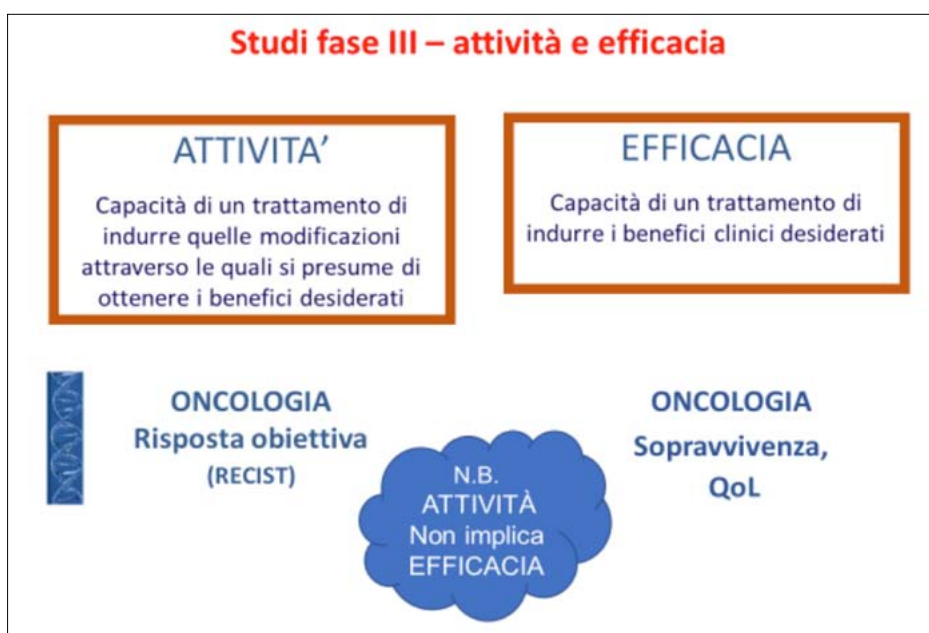 Studi fase III – attività e efficacia
ATTIVITA’
Capacità di un trattamento di
indurre quelle modificazioni
attraverso le quali si presume di
ottenere i benefici desiderati
EFFICACIA
Capacità di un trattamento di
indurre i benefici clinici desiderati
ONCOLOGIA
Risposta obiettiva
(RECIST)
N.B.
ATTIVITÀ
Non implica
EFFICACIA
ONCOLOGIA
Sopravvivenza,
QoL